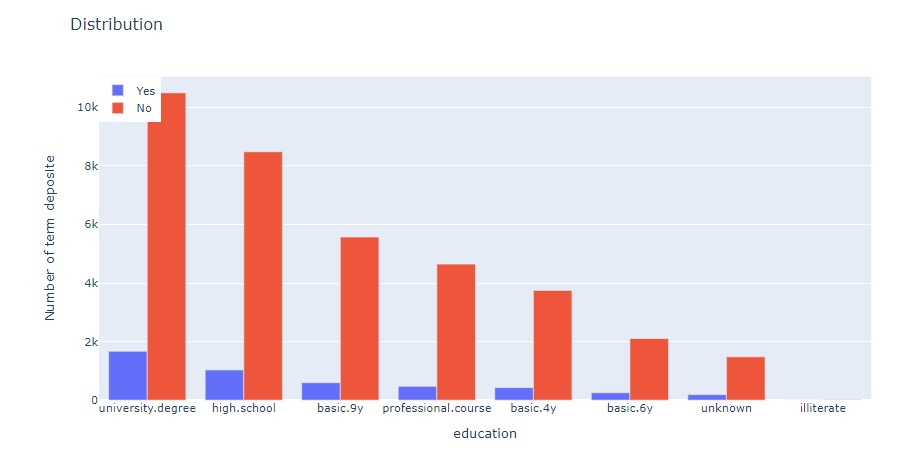 Distribution
Yes
No
Number of term deposite
10k
8k
6k
4k
2k
0
university.degree high.school basic.9y professional.course basic.4y basic.6y unknown illiterate
education